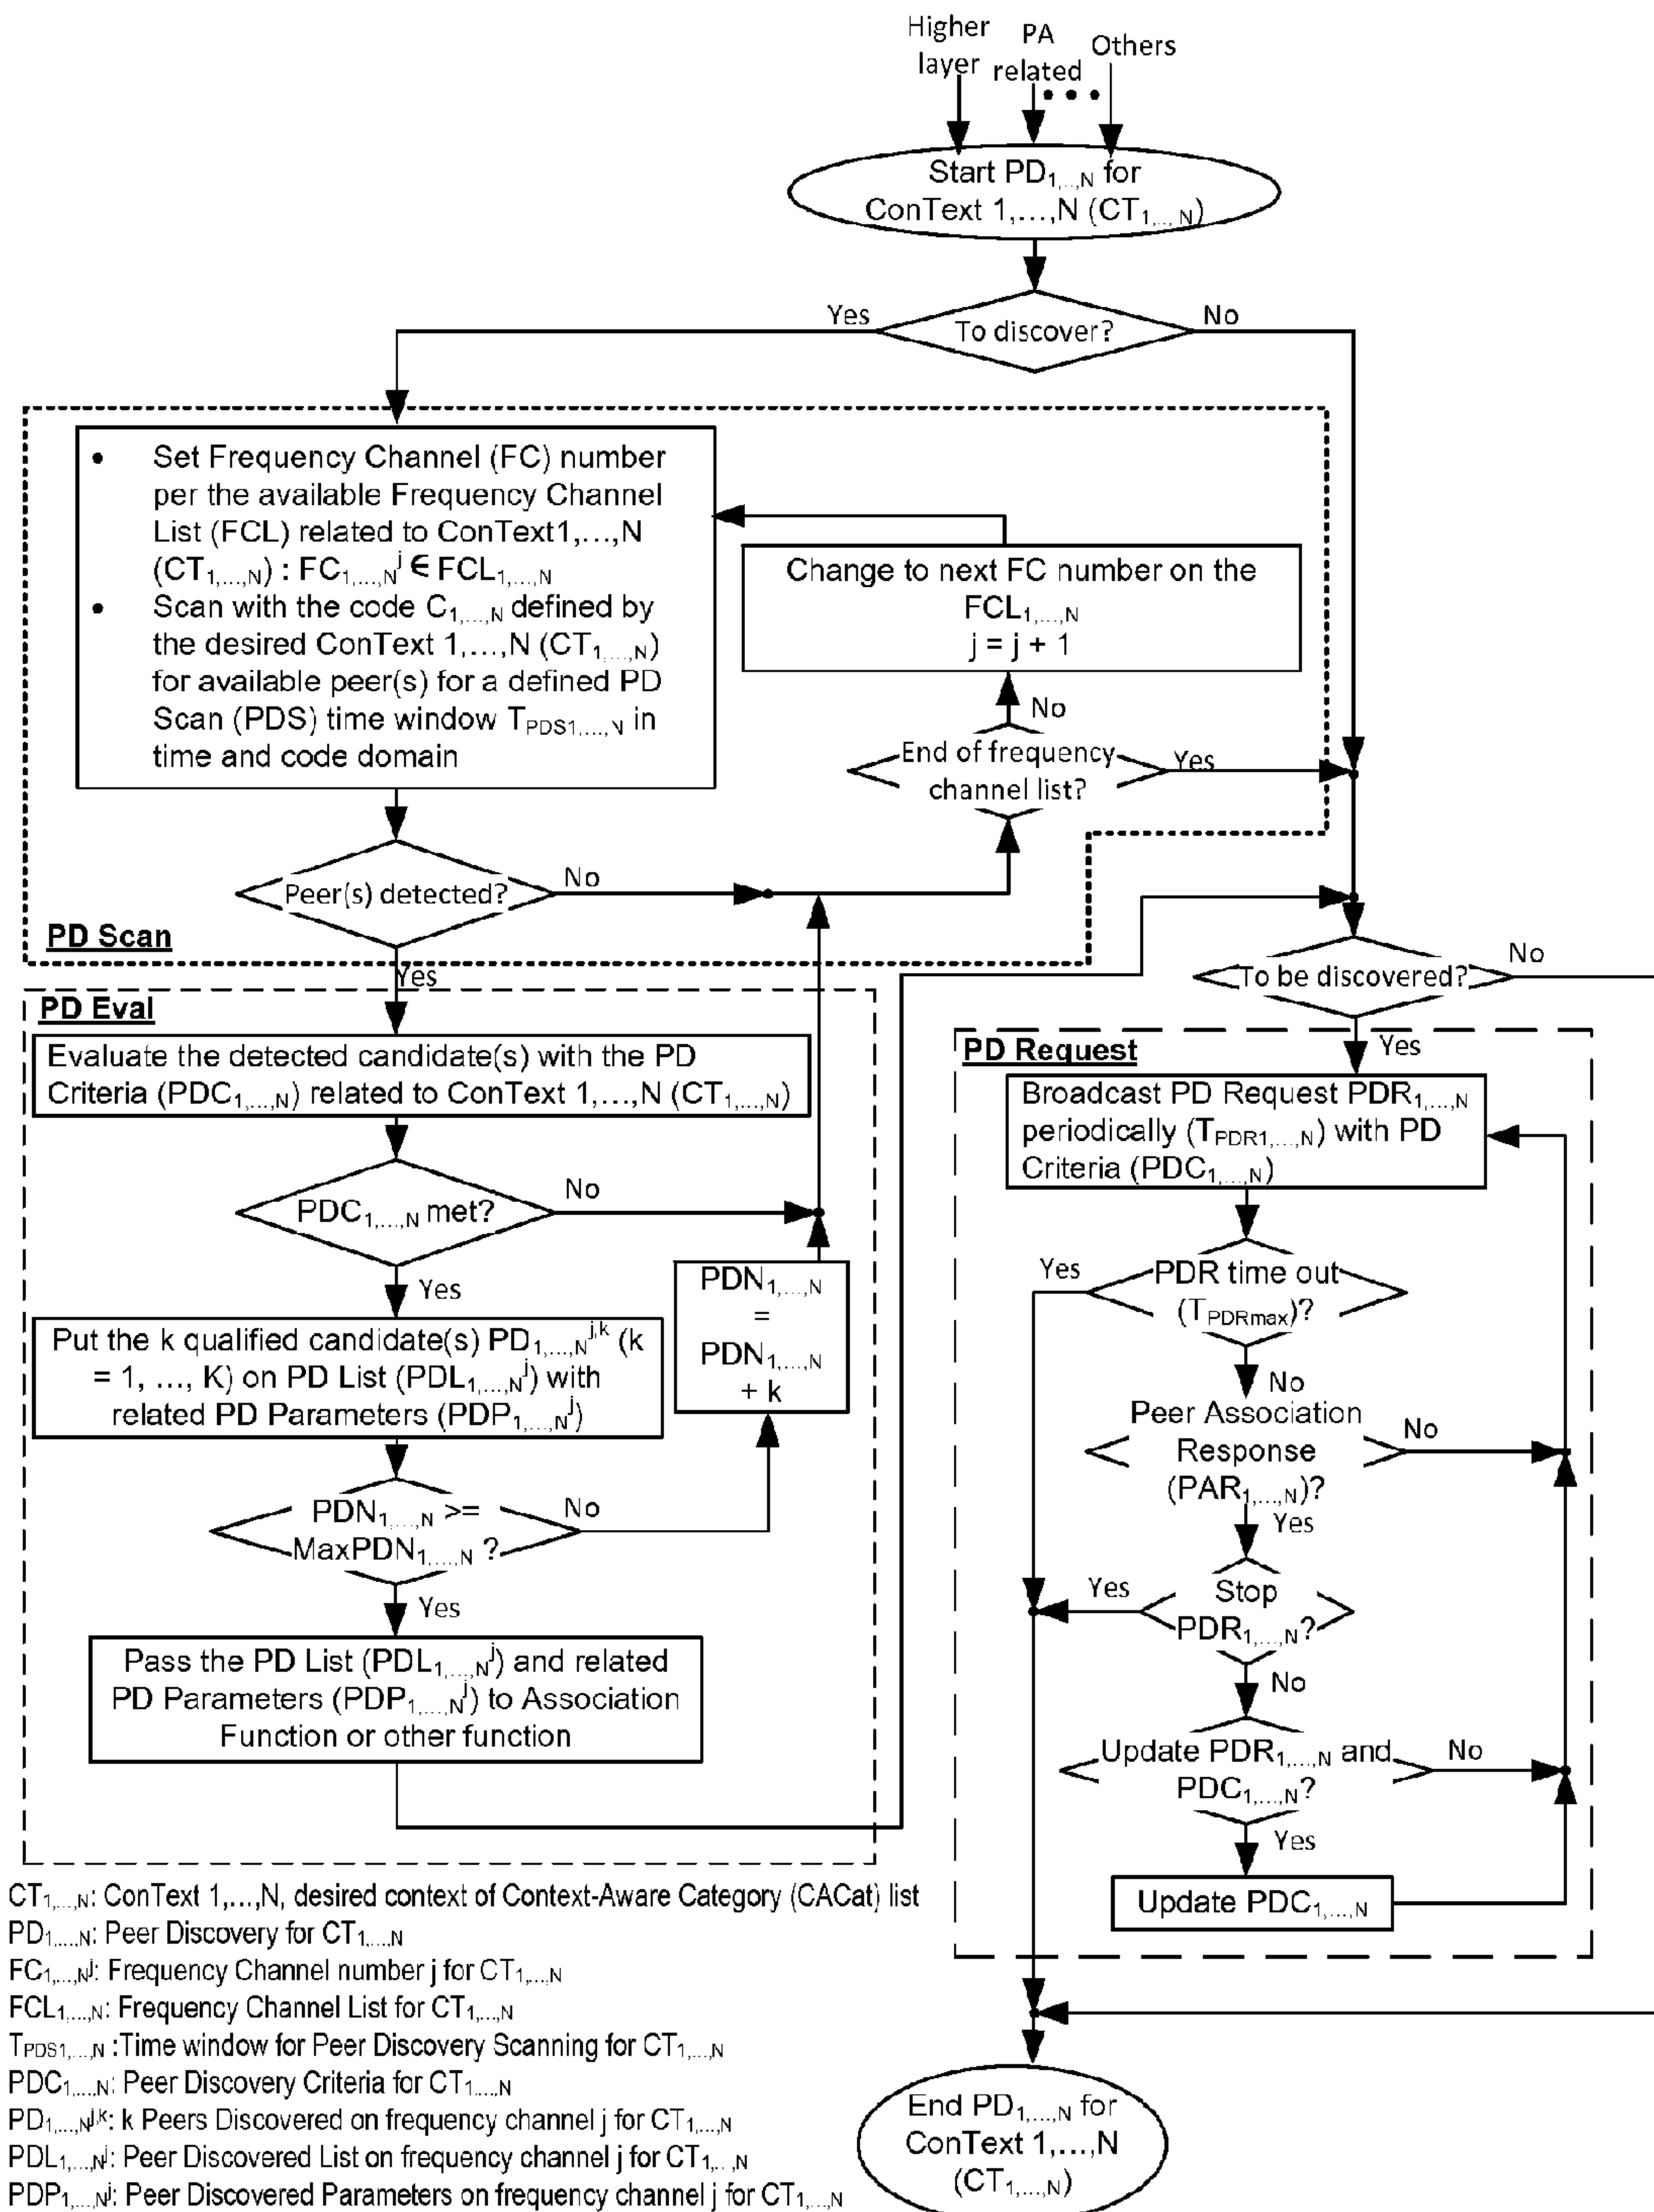 Higher
layer
PA
related
Others
Start PD1,...,N for
ConText 1,...,N (CT1,...,N)
To discover?
Yes
No
• Set Frequency Channel (FC) number
per the available Frequency Channel
List (FCL) related to ConText1,...,N
(CT1,...,N) : FC1,...,N^j ∈ FCL1,...,N
• Scan with the code C1,...,N defined by
the desired ConText 1,...,N (CT1,...,N)
for available peer(s) for a defined PD
Scan (PDS) time window TPDS1,...,N in
time and code domain
Change to next FC number on the
FCL1,...,N
j = j + 1
No
End of frequency
channel list?
Yes
Peer(s) detected?
No
PD Scan
Yes
To be discovered?
No
Yes
PD Eval
Evaluate the detected candidate(s) with the PD
Criteria (PDC1,...,N) related to ConText 1,...,N (CT1,...,N)
PDC1,...,N met?
No
Yes
PDN1,...,N
=
PDN1,...,N
+ k
Put the k qualified candidate(s) PD1,...,N^j,k (k
= 1, ..., K) on PD List (PDL1,...,N^j) with
related PD Parameters (PDP1,...,N^j)
PDN1,...,N >=
MaxPDN1,...,N ?
No
Yes
Pass the PD List (PDL1,...,N^j) and related
PD Parameters (PDP1,...,N^j) to Association
Function or other function
PD Request
Broadcast PD Request PDR1,...,N
periodically (TPDR1,...,N) with PD
Criteria (PDC1,...,N)
PDR time out
(TPDRmax)?
Yes
No
Peer Association
Response
(PAR1,...,N)?
No
Yes
Stop
PDR1,...,N?
Yes
No
Update PDR1,...,N and
PDC1,...,N?
No
Yes
Update PDC1,...,N
End PD1,...,N for
ConText 1,...,N
(CT1,...,N)
CT1,...,N: ConText 1,...,N, desired context of Context-Aware Category (CACat) list
PD1,...,N: Peer Discovery for CT1,...,N
FC1,...,N^j: Frequency Channel number j for CT1,...,N
FCL1,...,N: Frequency Channel List for CT1,...,N
TPDS1,...,N :Time window for Peer Discovery Scanning for CT1,...,N
PDC1,...,N: Peer Discovery Criteria for CT1,...,N
PD1,...,N^j,k: k Peers Discovered on frequency channel j for CT1,...,N
PDL1,...,N^j: Peer Discovered List on frequency channel j for CT1,...,N
PDP1,...,N^j: Peer Discovered Parameters on frequency channel j for CT1,...,N